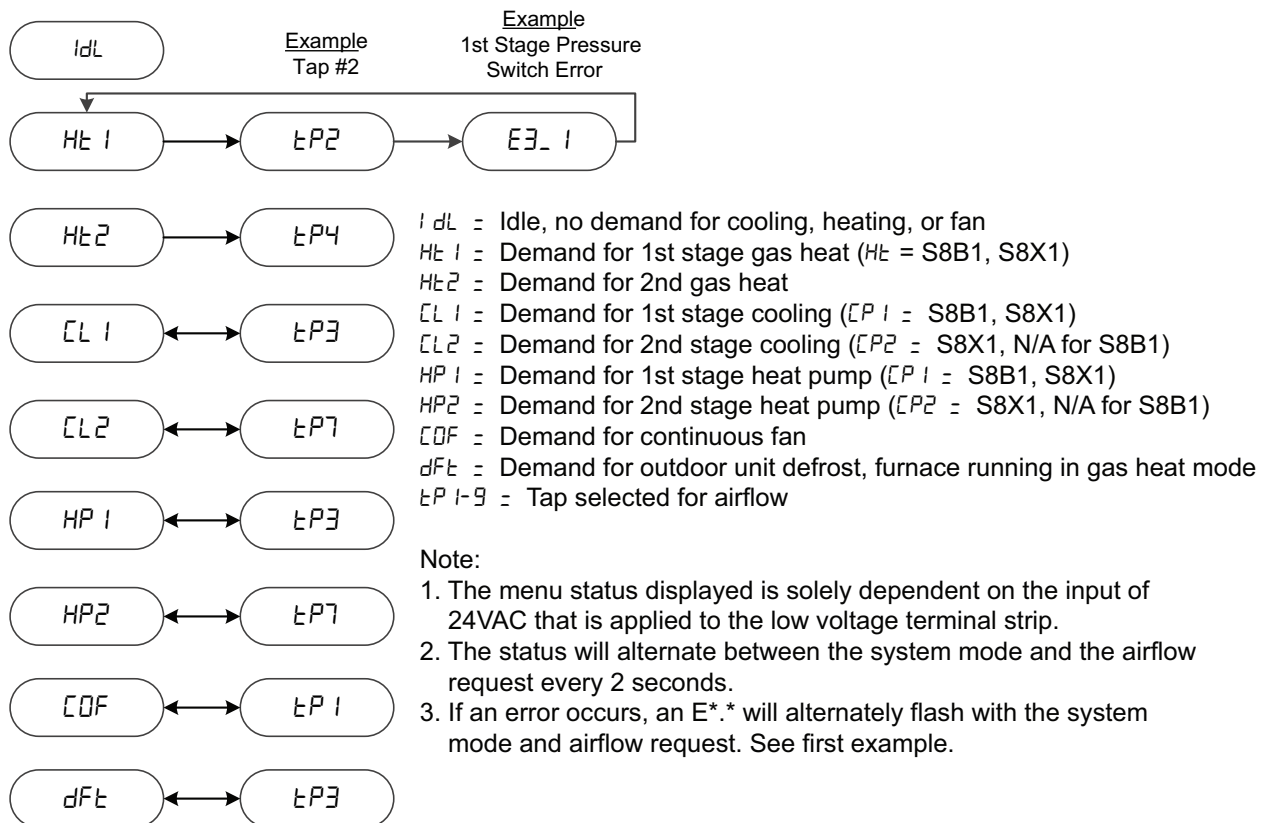 IdL
Example
Tap #2
Example
1st Stage Pressure
Switch Error
Ht 1
tP2
E3_ 1
Ht2
tP4
CL 1
tP3
CL2
tP7
HP 1
tP3
HP2
tP7
COF
tP 1
dFt
tP3
IdL = Idle, no demand for cooling, heating, or fan
Ht 1 = Demand for 1st stage gas heat (Ht = S8B1, S8X1)
Ht2 = Demand for 2nd gas heat
CL 1 = Demand for 1st stage cooling (CP 1 = S8B1, S8X1)
CL2 = Demand for 2nd stage cooling (CP2 = S8X1, N/A for S8B1)
HP 1 = Demand for 1st stage heat pump (CP 1 = S8B1, S8X1)
HP2 = Demand for 2nd stage heat pump (CP2 = S8X1, N/A for S8B1)
COF = Demand for continuous fan
dFt = Demand for outdoor unit defrost, furnace running in gas heat mode
tP 1-9 = Tap selected for airflow
Note:
1. The menu status displayed is solely dependent on the input of
24VAC that is applied to the low voltage terminal strip.
2. The status will alternate between the system mode and the airflow
request every 2 seconds.
3. If an error occurs, an E*.* will alternately flash with the system
mode and airflow request. See first example.